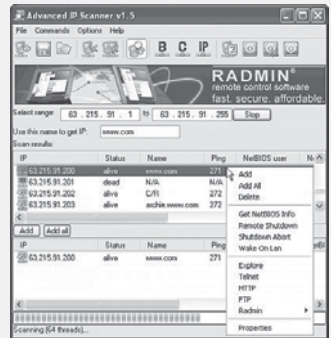 Advanced IP Scanner v1.5
File Commands Options Help
B C IP
RADMIN®
remote control software
fast, secure, affordable
Select range: 63 . 215 . 91 . 1 to 63 . 215 . 91 . 255 Stop
Use this name to get IP: www.com
Scan results:
IP Status Name Ping NetBIOS user
63.215.91.200 alive www.com 271
63.215.91.201 dead N/A N/A
63.215.91.202 alive C/R 272
63.215.91.203 alive archie.www.com 272
Add Add all
IP Status Name Ping
63.215.91.200 alive www.com 271
Add
Add All
Delete
Get NetBIOS Info
Remote Shutdown
Shutdown Abort
Wake On Lan
Explore
Telnet
HTTP
FTP
Radmin
Properties
Scanning (64 threads)...